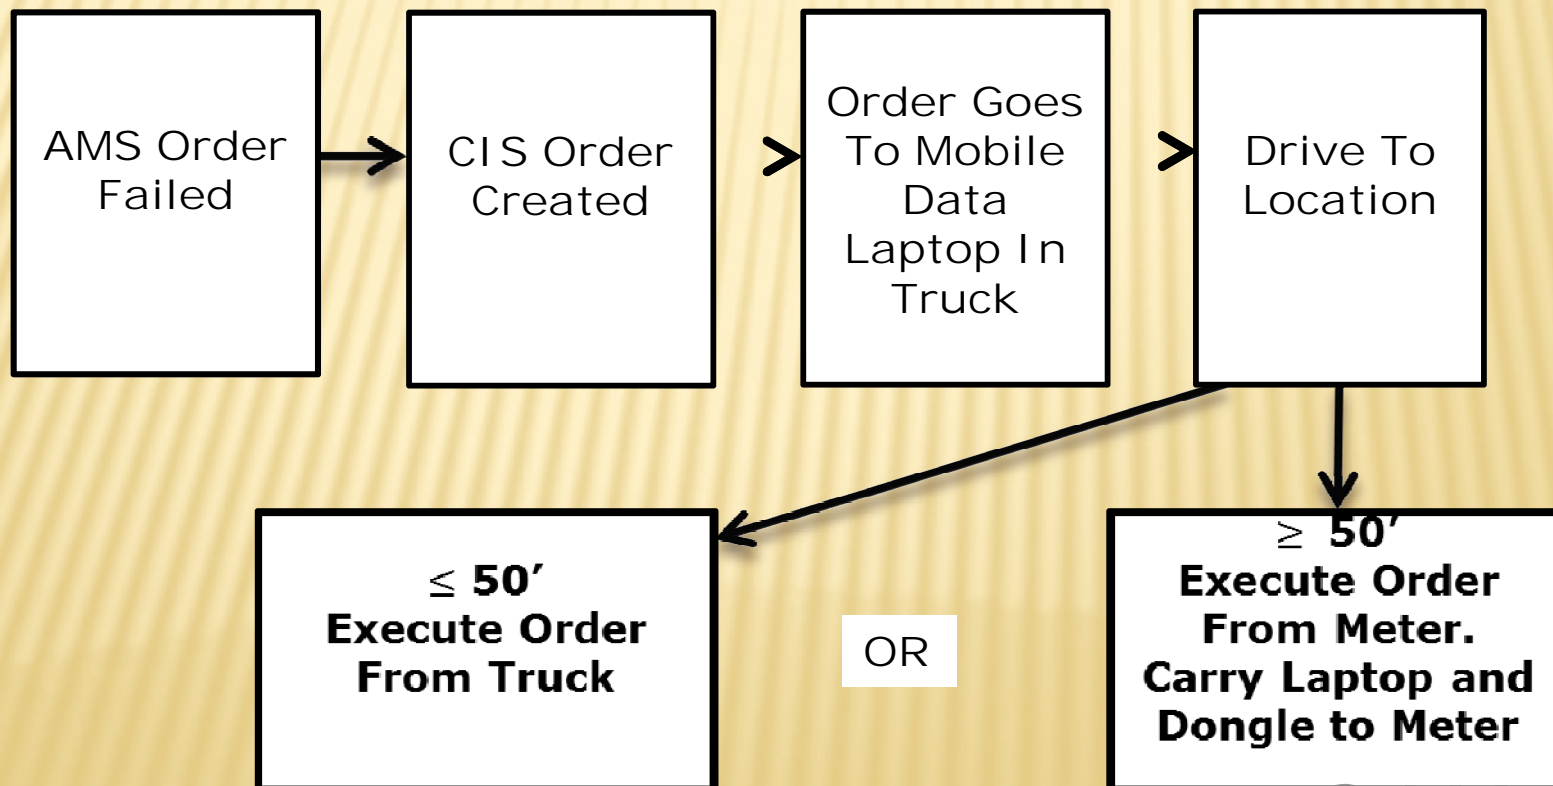 AMS Order
Failed
CIS Order
Created
Order Goes
To Mobile
Data
Laptop In
Truck
Drive To
Location
≤ 50′
Execute Order
From Truck
OR
≥ 50′
Execute Order
From Meter.
Carry Laptop and
Dongle to Meter